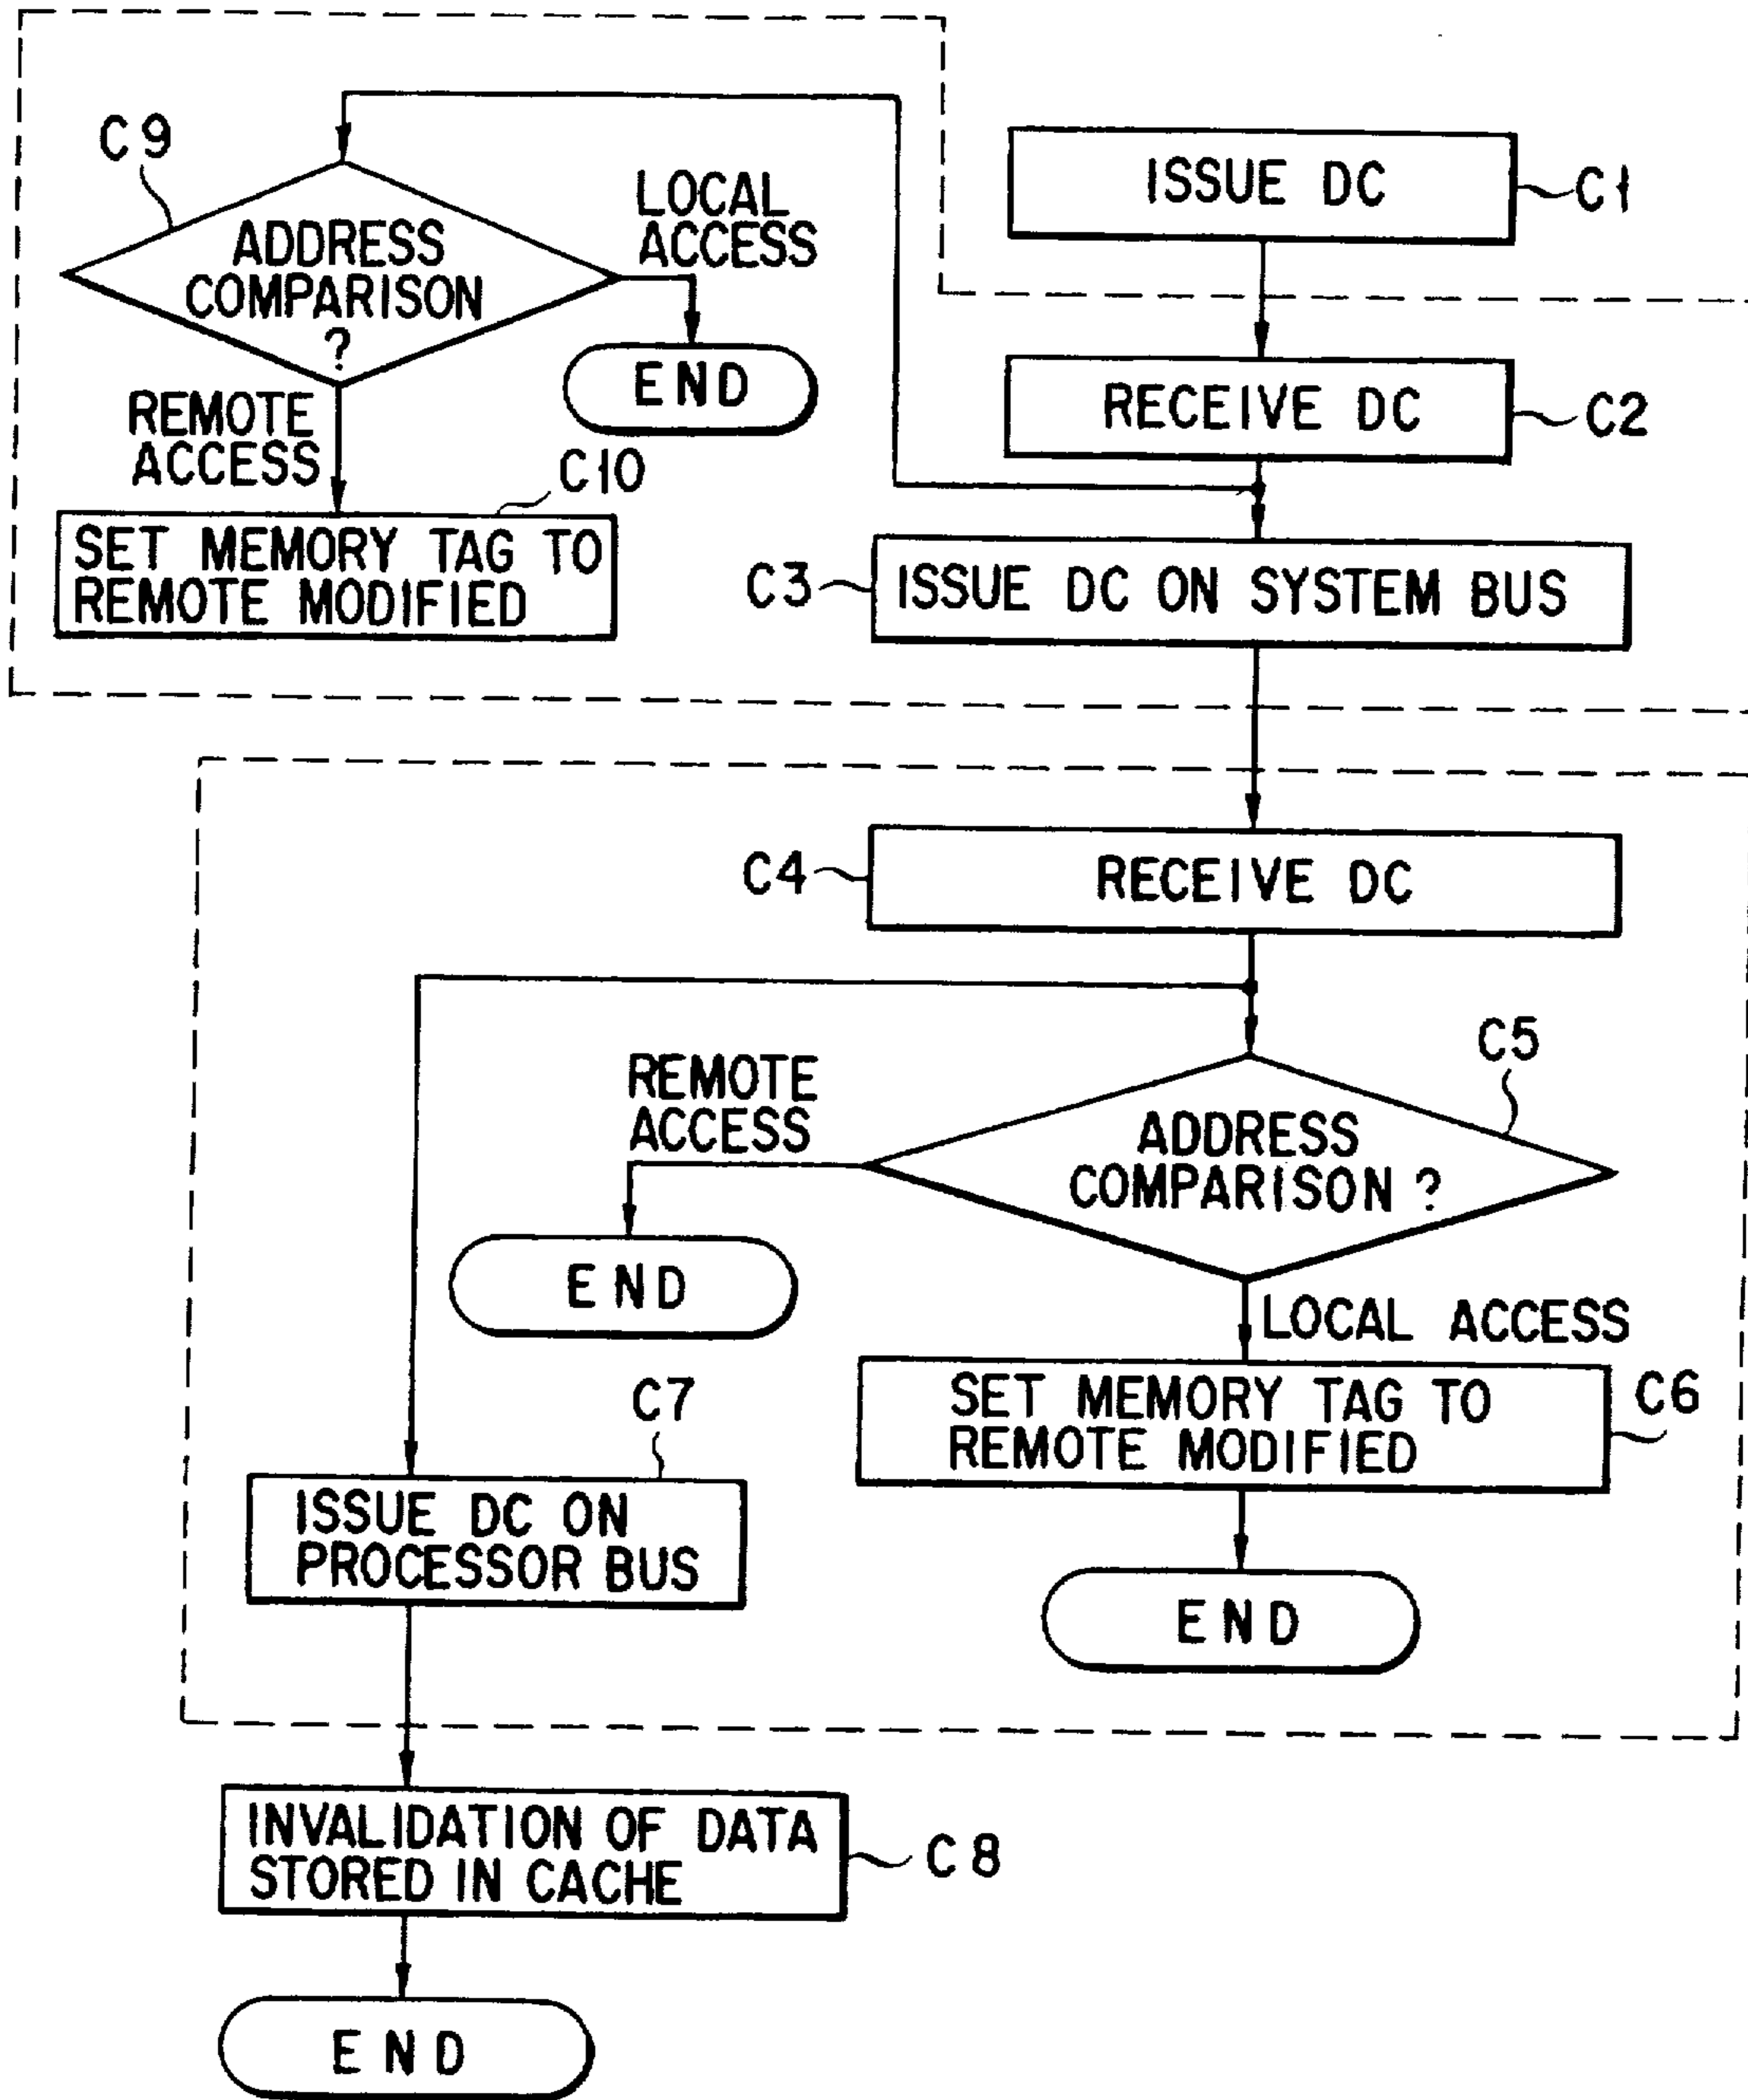 ISSUE DC
C1
C9
ADDRESS
COMPARISON
?
LOCAL
ACCESS
END
REMOTE
ACCESS
C10
SET MEMORY TAG TO
REMOTE MODIFIED
RECEIVE DC
C2
C3
ISSUE DC ON SYSTEM BUS
C4
RECEIVE DC
C5
ADDRESS
COMPARISON ?
REMOTE
ACCESS
END
LOCAL ACCESS
SET MEMORY TAG TO
REMOTE MODIFIED
C6
END
C7
ISSUE DC ON
PROCESSOR BUS
INVALIDATION OF DATA
STORED IN CACHE
C8
END